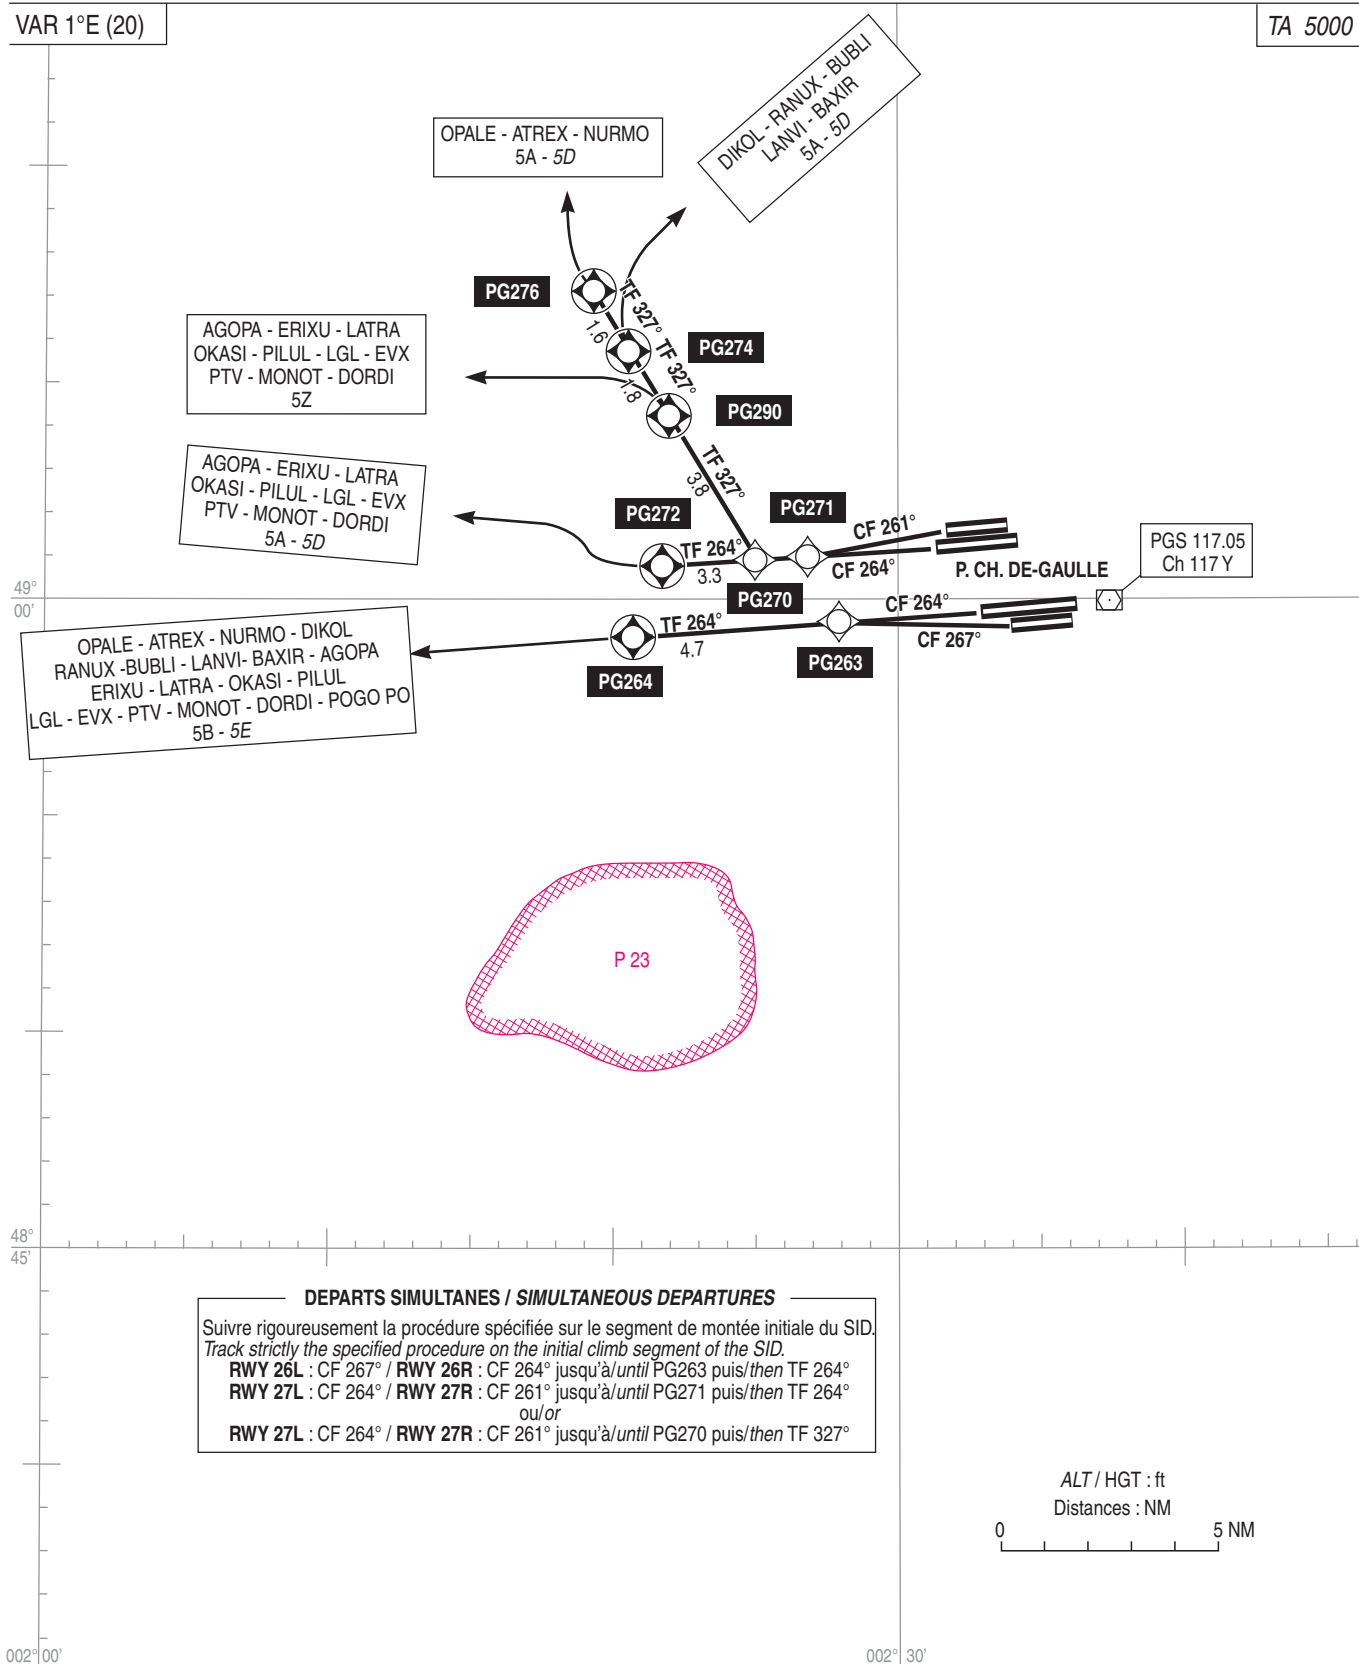 VAR 1°E (20)
TA 5000
DIKOL - RANUX - BUBLI
LANVI - BAXIR
5A - 5D
OPALE - ATREX - NURMO
5A - 5D
PG276
TF 327°
1.6
PG274
TF 327°
1.8
AGOPA - ERIXU - LATRA
OKASI - PILUL - LGL - EVX
PTV - MONOT - DORDI
5Z
PG290
TF 327°
3.8
AGOPA - ERIXU - LATRA
OKASI - PILUL - LGL - EVX
PTV - MONOT - DORDI
5A - 5D
PG272
PG271
CF 261°
TF 264°
3.3
CF 264°
P. CH. DE-GAULLE
PGS 117.05
Ch 117 Y
49°
00'
PG270
CF 264°
TF 264°
4.7
CF 267°
PG263
PG264
OPALE - ATREX - NURMO - DIKOL
RANUX -BUBLI - LANVI- BAXIR - AGOPA
ERIXU - LATRA - OKASI - PILUL
LGL - EVX - PTV - MONOT - DORDI - POGO PO
5B - 5E
P 23
48°
45'
DEPARTS SIMULTANES / SIMULTANEOUS DEPARTURES
Suivre rigoureusement la procédure spécifiée sur le segment de montée initiale du SID.
Track strictly the specified procedure on the initial climb segment of the SID.
RWY 26L : CF 267° / RWY 26R : CF 264° jusqu'à/until PG263 puis/then TF 264°
RWY 27L : CF 264° / RWY 27R : CF 261° jusqu'à/until PG271 puis/then TF 264°
ou/or
RWY 27L : CF 264° / RWY 27R : CF 261° jusqu'à/until PG270 puis/then TF 327°
ALT / HGT : ft
Distances : NM
0 5 NM
002° 00'
002° 30'